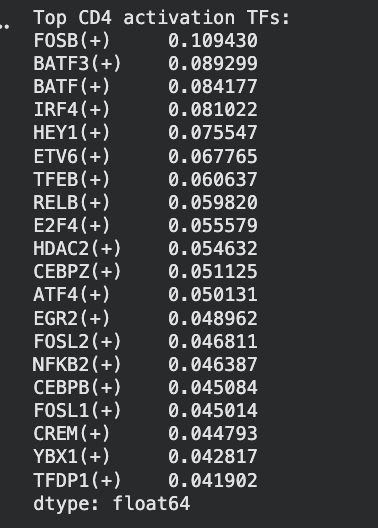 Top CD4 activation TFs:
FOSB(+) 0.109430
BATF3(+) 0.089299
BATF(+) 0.084177
IRF4(+) 0.081022
HEY1(+) 0.075547
ETV6(+) 0.067765
TFEB(+) 0.060637
RELB(+) 0.059820
E2F4(+) 0.055579
HDAC2(+) 0.054632
CEBPZ(+) 0.051125
ATF4(+) 0.050131
EGR2(+) 0.048962
FOSL2(+) 0.046811
NFKB2(+) 0.046387
CEBPB(+) 0.045084
FOSL1(+) 0.045014
CREM(+) 0.044793
YBX1(+) 0.042817
TFDP1(+) 0.041902
dtype: float64